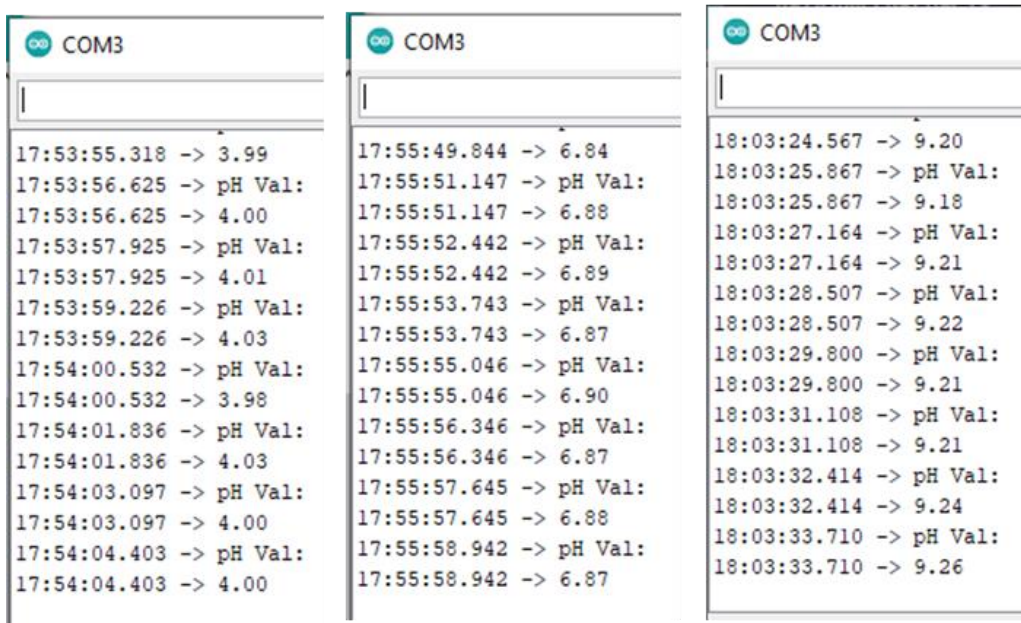 COM3
17:53:55.318 -> 3.99
17:53:56.625 -> pH Val:
17:53:56.625 -> 4.00
17:53:57.925 -> pH Val:
17:53:57.925 -> 4.01
17:53:59.226 -> pH Val:
17:53:59.226 -> 4.03
17:54:00.532 -> pH Val:
17:54:00.532 -> 3.98
17:54:01.836 -> pH Val:
17:54:01.836 -> 4.03
17:54:03.097 -> pH Val:
17:54:03.097 -> 4.00
17:54:04.403 -> pH Val:
17:54:04.403 -> 4.00
COM3
17:55:49.844 -> 6.84
17:55:51.147 -> pH Val:
17:55:51.147 -> 6.88
17:55:52.442 -> pH Val:
17:55:52.442 -> 6.89
17:55:53.743 -> pH Val:
17:55:53.743 -> 6.87
17:55:55.046 -> pH Val:
17:55:55.046 -> 6.90
17:55:56.346 -> pH Val:
17:55:56.346 -> 6.87
17:55:57.645 -> pH Val:
17:55:57.645 -> 6.88
17:55:58.942 -> pH Val:
17:55:58.942 -> 6.87
COM3
18:03:24.567 -> 9.20
18:03:25.867 -> pH Val:
18:03:25.867 -> 9.18
18:03:27.164 -> pH Val:
18:03:27.164 -> 9.21
18:03:28.507 -> pH Val:
18:03:28.507 -> 9.22
18:03:29.800 -> pH Val:
18:03:29.800 -> 9.21
18:03:31.108 -> pH Val:
18:03:31.108 -> 9.21
18:03:32.414 -> pH Val:
18:03:32.414 -> 9.24
18:03:33.710 -> pH Val:
18:03:33.710 -> 9.26